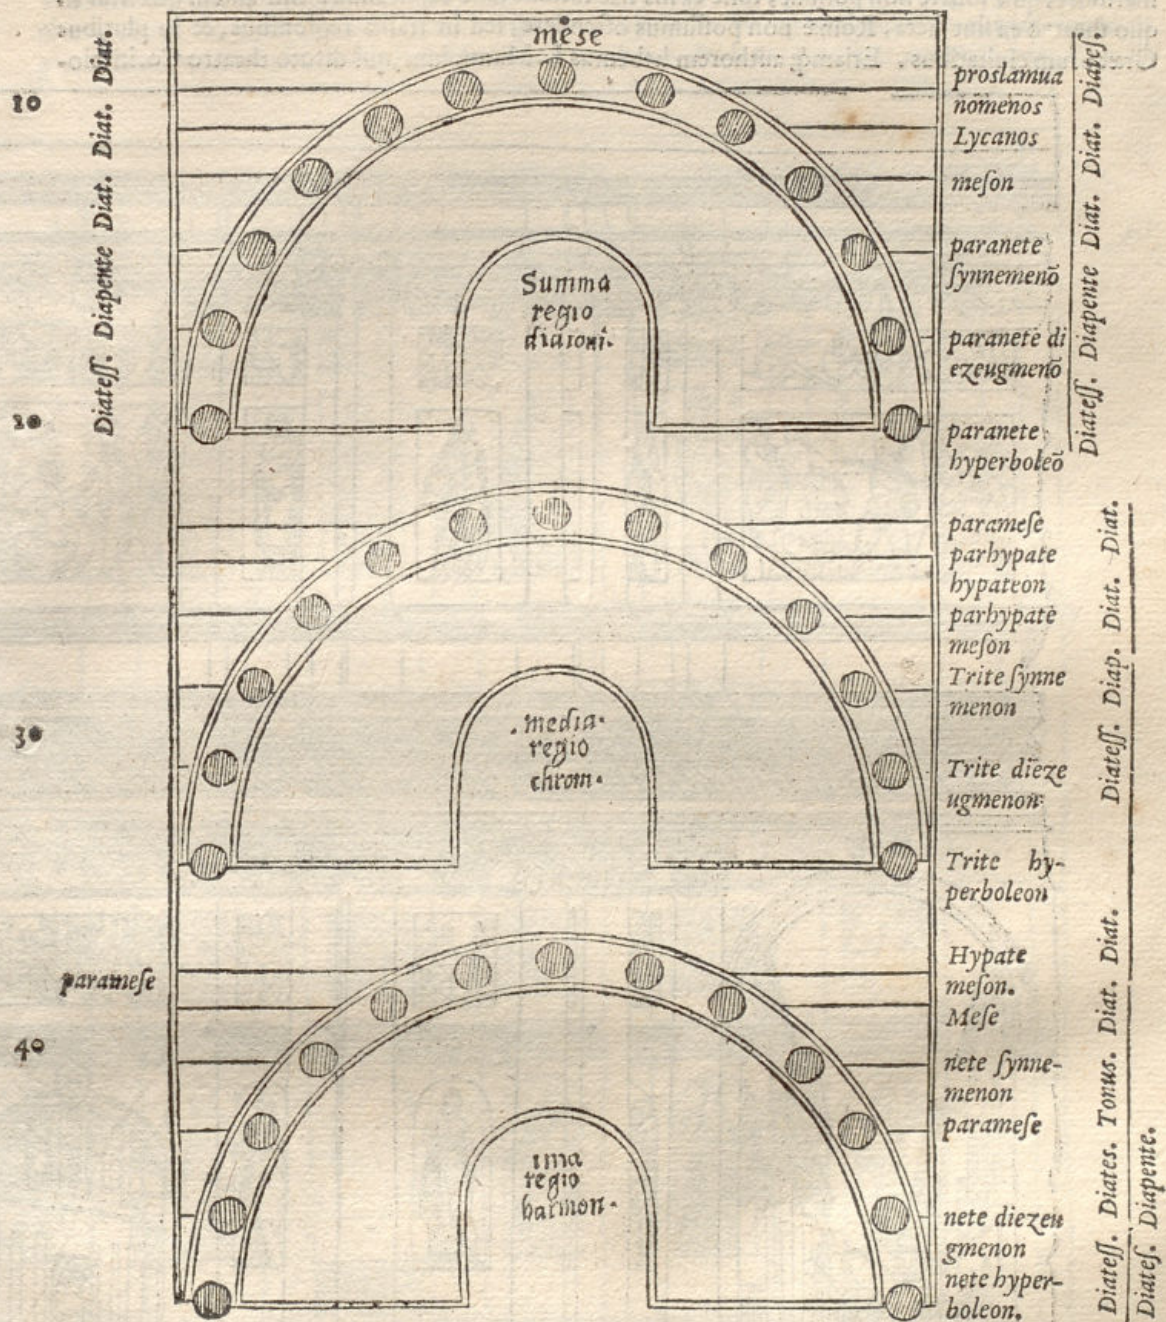 mese
10
20
30
40
Diateſſ. Diapente Diat. Diat. Diat.
proslamua
nomenos
Lycanos
meſon
paranete
ſynnemenō
paranete di
ezeugmenō
paranete
hyperboleō
Diateſſ. Diapente Diat. Diat. Diateſ.
Summa
regio
diatoni.
parameſe
parhypate
hypateon
parhypate
meſon
Trite ſynne
menon
Trite dieze
ugmenon
Trite hy-
perboleon
Diateſſ. Diap. Diat. Diat.
.media.
regio
chrom.
parameſe
Hypate
meſon.
Meſe
nete ſynne-
menon
parameſe
nete diezeu
gmenon
nete hyper-
boleon.
Diateſſ. Diates. Tonus. Diat. Diat.
Diateſ. Diapente.
ima
regio
harmon.